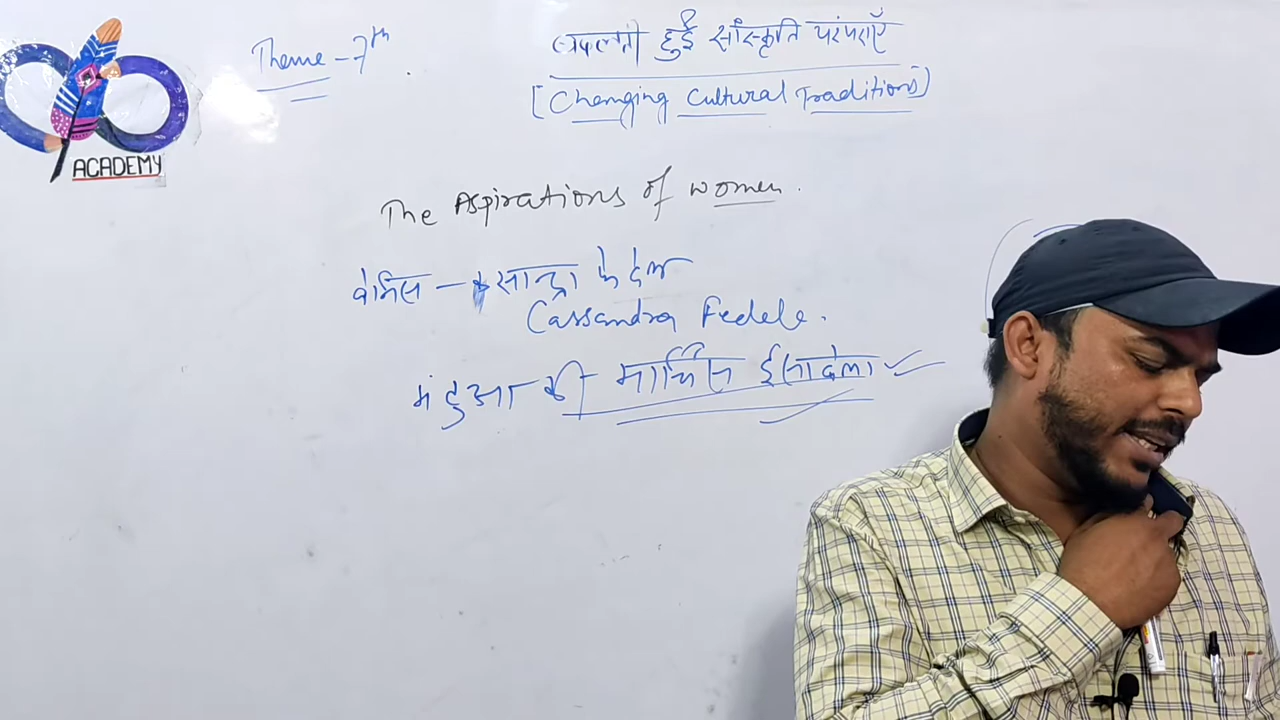 ACADEMY
Theme - 7th
बदलती हुई सांस्कृति परंपराएँ
[Changing Cultural Traditions]
The Aspirations of women.
वेनिस - कसान्द्रा फेदेल
Cassandra Fedele.
मंटुआ की मार्चिसा ईसाबेला